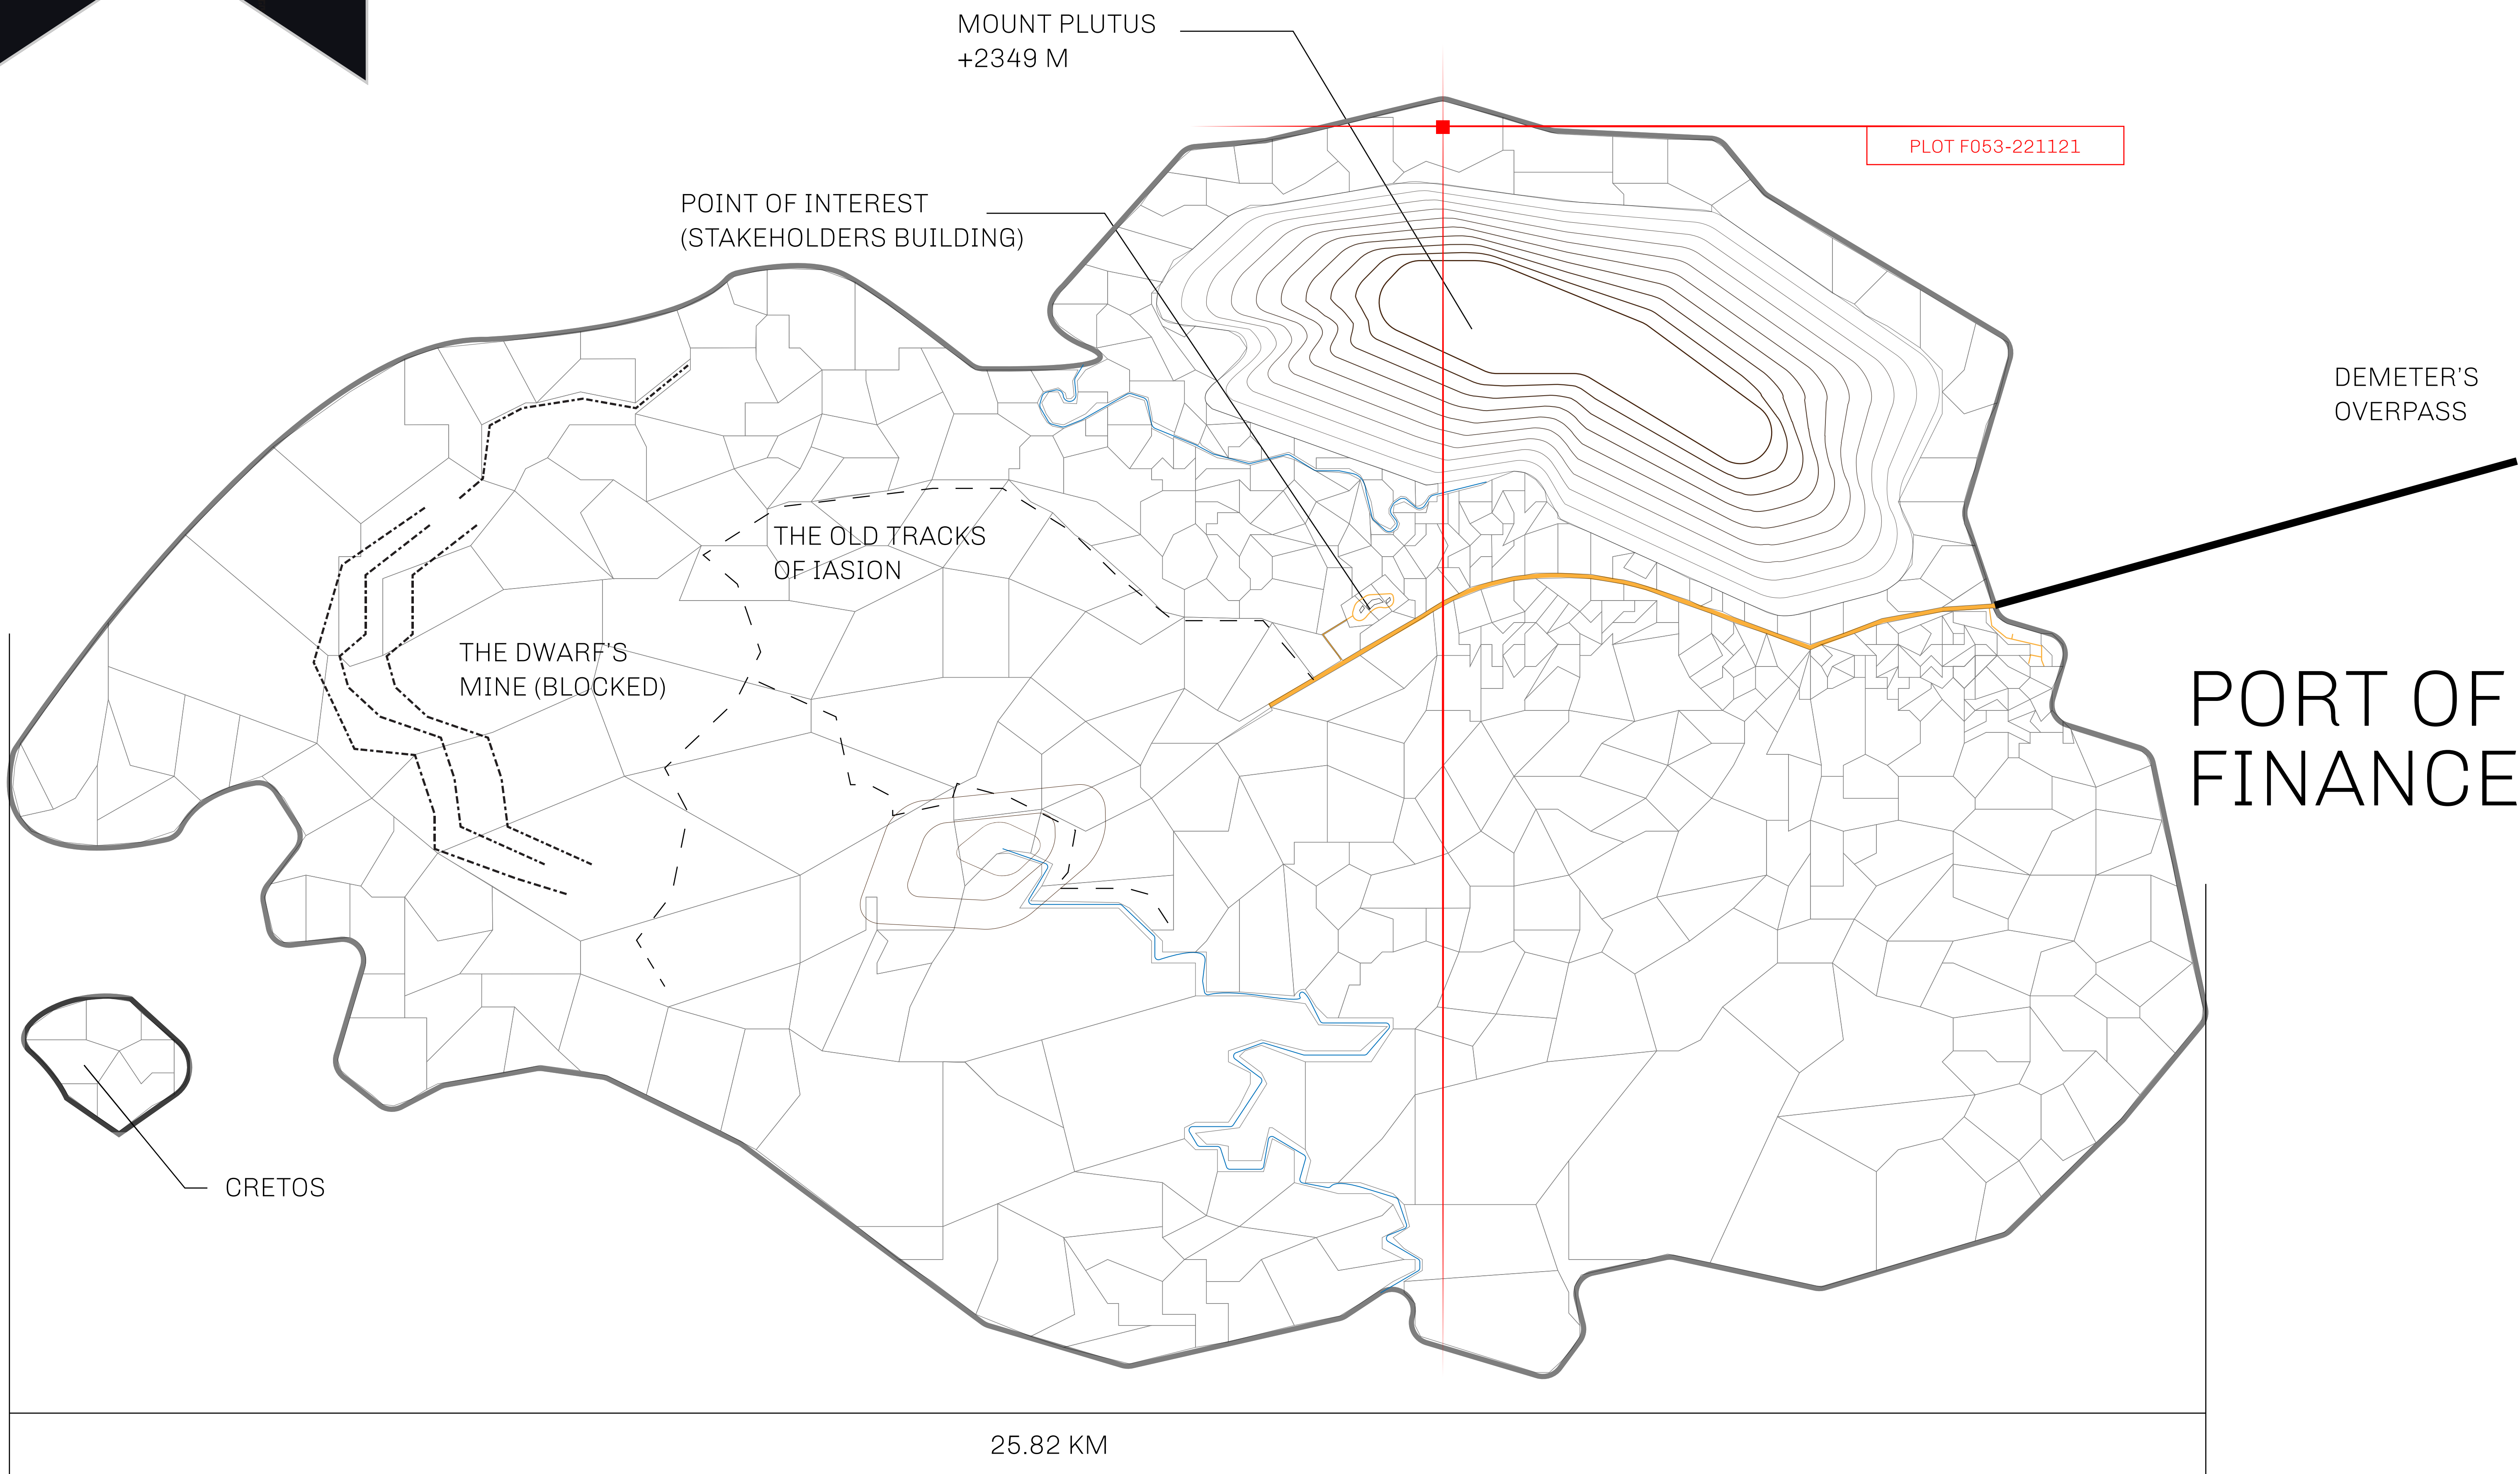 MOUNT PLUTUS
+2349 M
PLOT F053-221121
POINT OF INTEREST
(STAKEHOLDERS BUILDING)
DEMETER'S
OVERPASS
THE OLD TRACKS
OF IASION
THE DWARF'S
MINE (BLOCKED)
PORT OF
FINANCE
CRETOS
25.82 KM